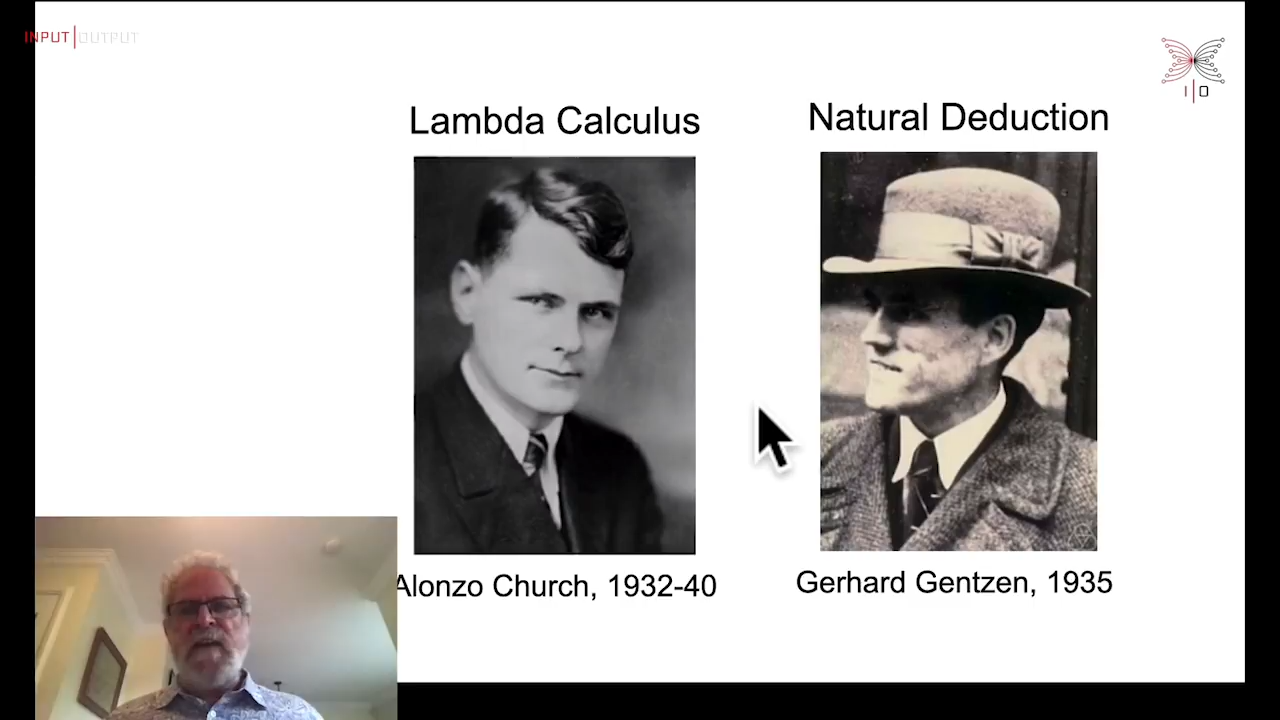 INPUT|OUTPUT
I|O
Lambda Calculus
Natural Deduction
Alonzo Church, 1932-40
Gerhard Gentzen, 1935